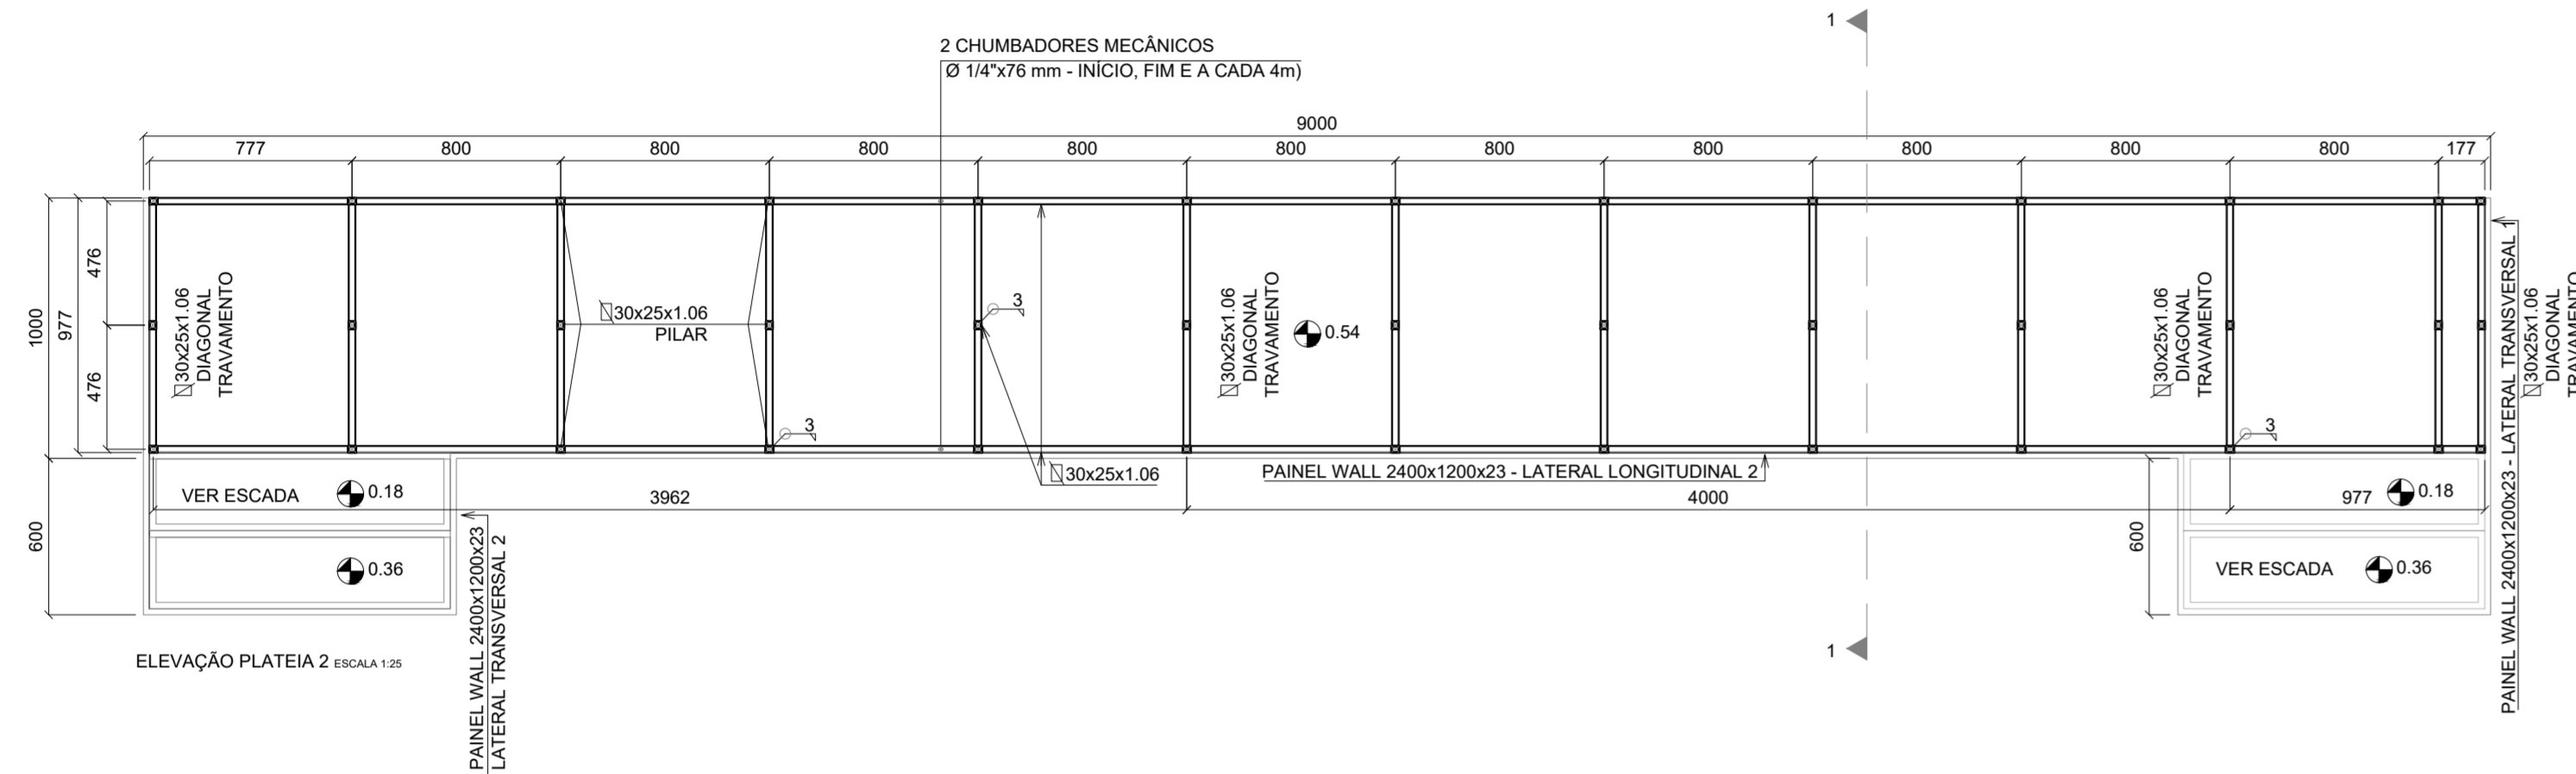 1
2 CHUMBADORES MECÂNICOS
Ø 1/4"x76 mm - INÍCIO, FIM E A CADA 4m)
9000
777 800 800 800 800 800 800 800 800 800 800 177
1000
977
476
476
600
30x25x1.06
DIAGONAL
TRAVAMENTO
30x25x1.06
PILAR
3
3
30x25x1.06
DIAGONAL
TRAVAMENTO
0.54
30x25x1.06
DIAGONAL
TRAVAMENTO
3
PAINEL WALL 2400x1200x23 - LATERAL TRANSVERSAL 1
30x25x1.06
DIAGONAL
TRAVAMENTO
30x25x1.06
PAINEL WALL 2400x1200x23 - LATERAL LONGITUDINAL 2
VER ESCADA 0.18
3962
4000
977
0.18
0.36
600
VER ESCADA 0.36
PAINEL WALL 2400x1200x23
LATERAL TRANSVERSAL 2
1
ELEVAÇÃO PLATEIA 2 ESCALA 1:25